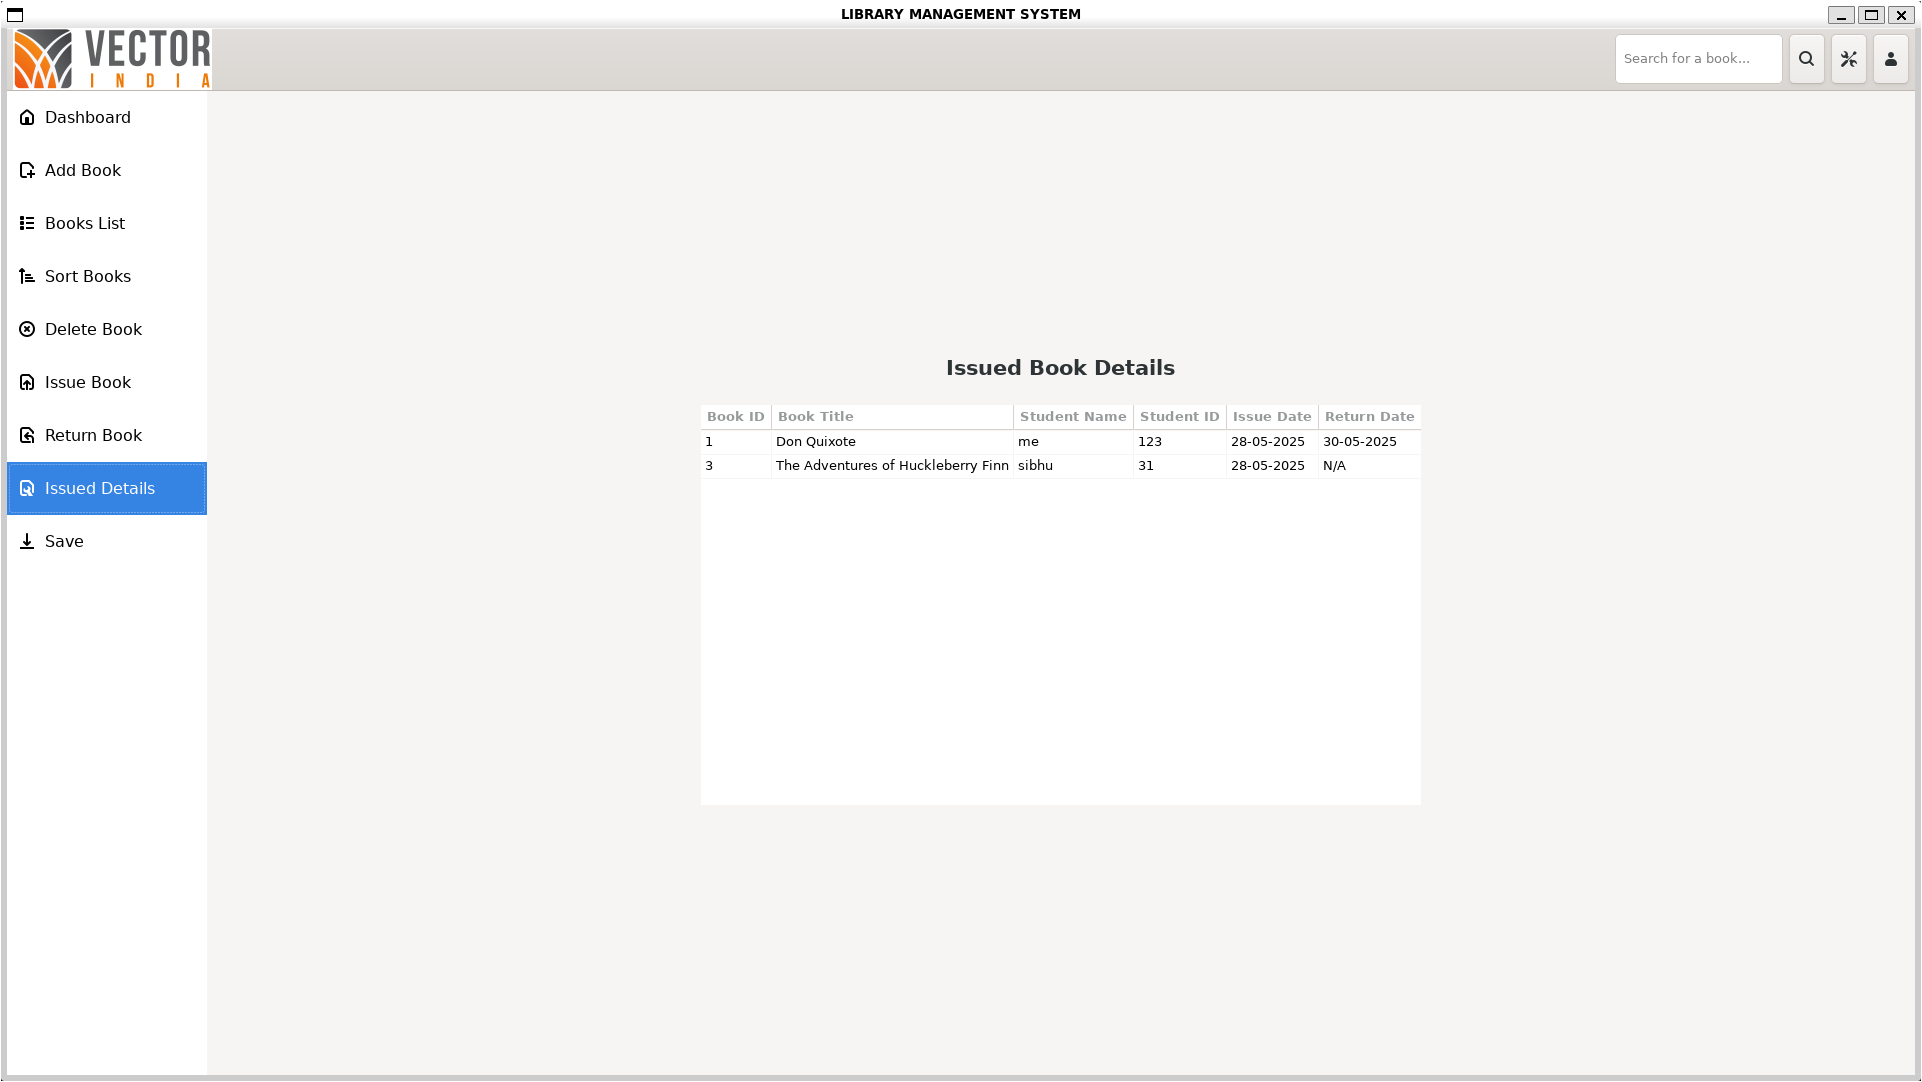 LIBRARY MANAGEMENT SYSTEM
VECTOR
INDIA
Search for a book...
Dashboard
Add Book
Books List
Sort Books
Delete Book
Issue Book
Return Book
Issued Details
Save
Issued Book Details
Book ID Book Title Student Name Student ID Issue Date Return Date
1 Don Quixote me 123 28-05-2025 30-05-2025
3 The Adventures of Huckleberry Finn sibhu 31 28-05-2025 N/A